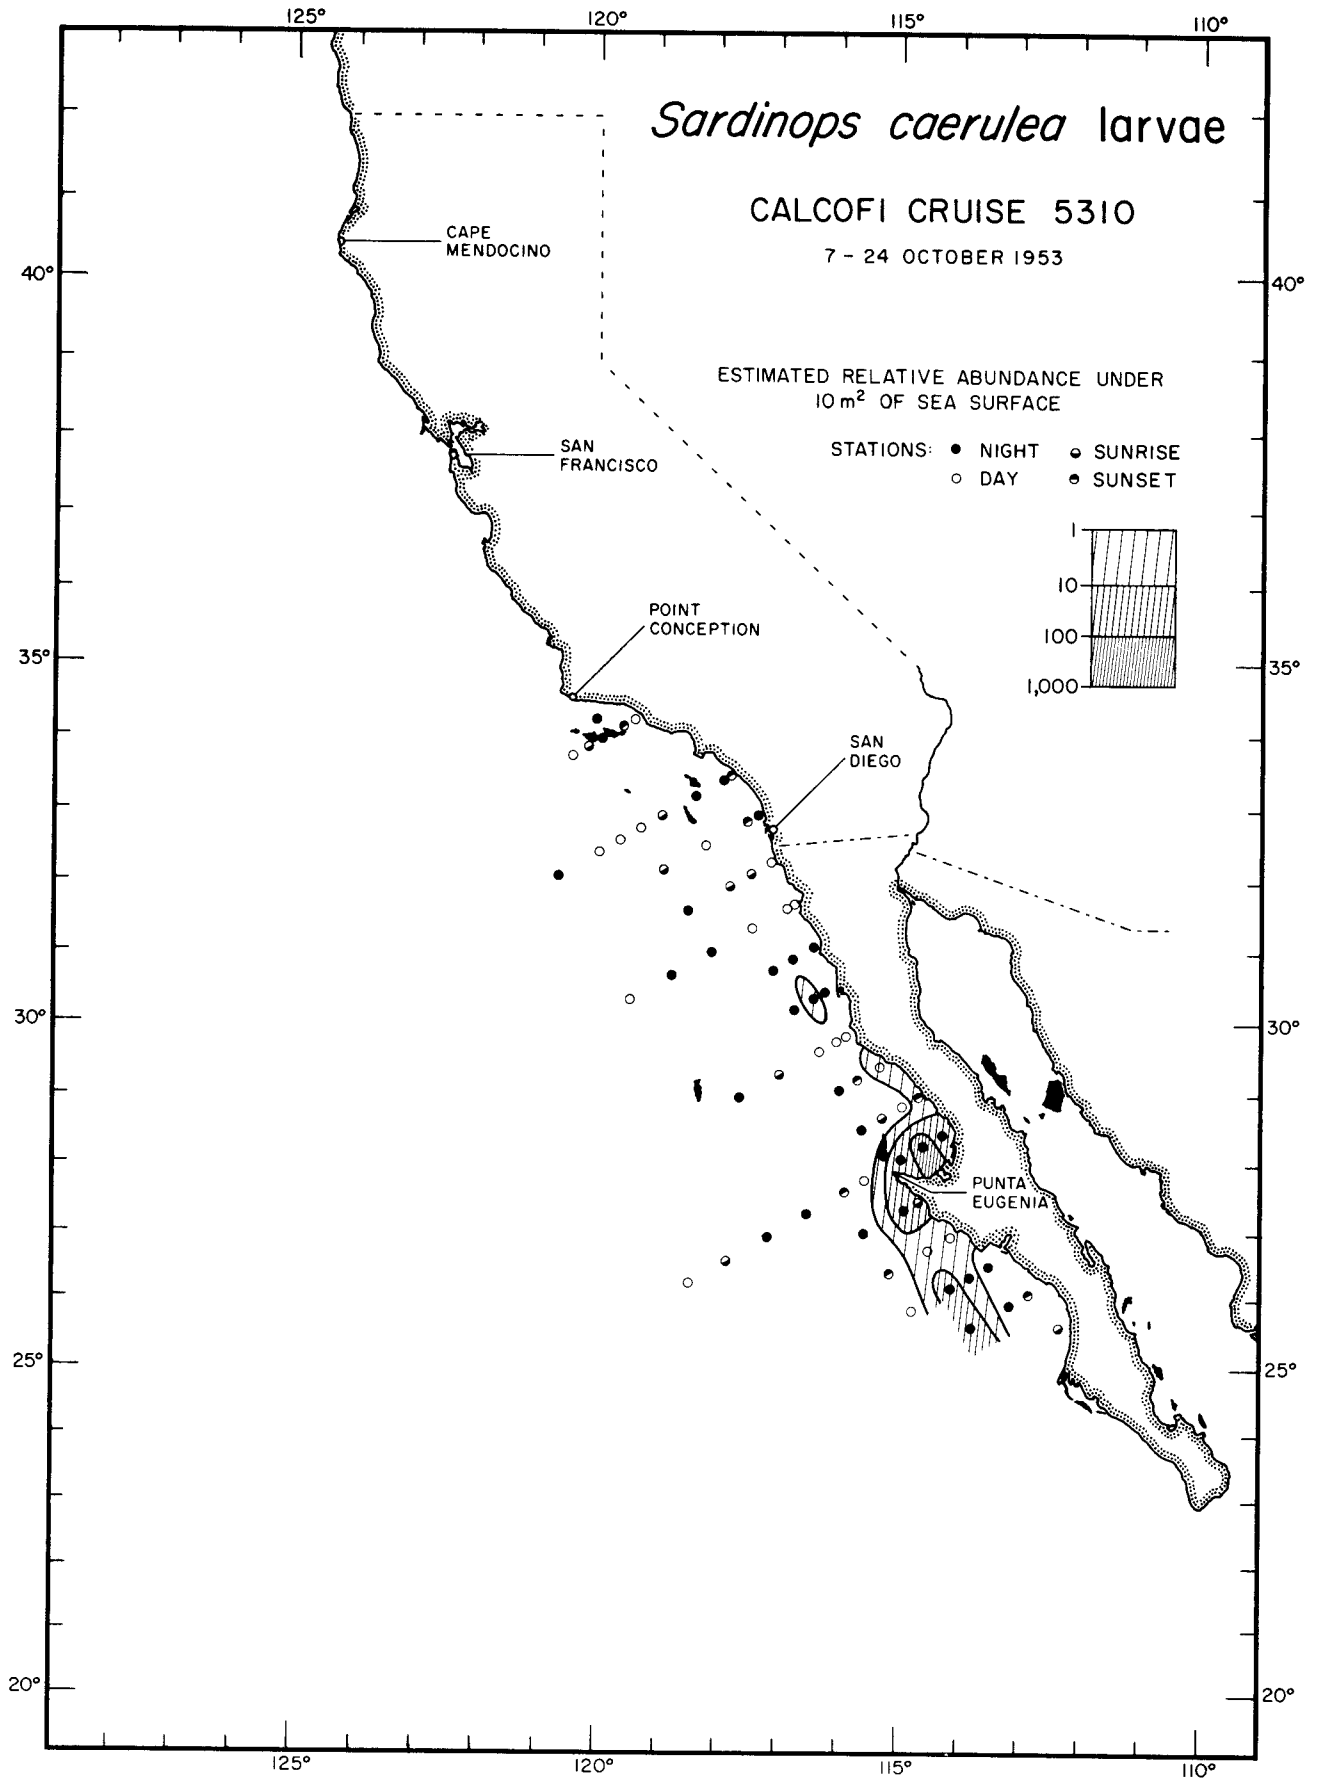 125° 120° 115° 110°
Sardinops caerulea larvae
CALCOFI CRUISE 5310
7 – 24 OCTOBER 1953
CAPE
MENDOCINO
40° 40°
ESTIMATED RELATIVE ABUNDANCE UNDER
10 m² OF SEA SURFACE
STATIONS: NIGHT SUNRISE
DAY SUNSET
SAN
FRANCISCO
1
10
100
1,000
POINT
CONCEPTION
35° 35°
SAN
DIEGO
30° 30°
PUNTA
EUGENIA
25° 25°
20° 20°
125° 120° 115° 110°